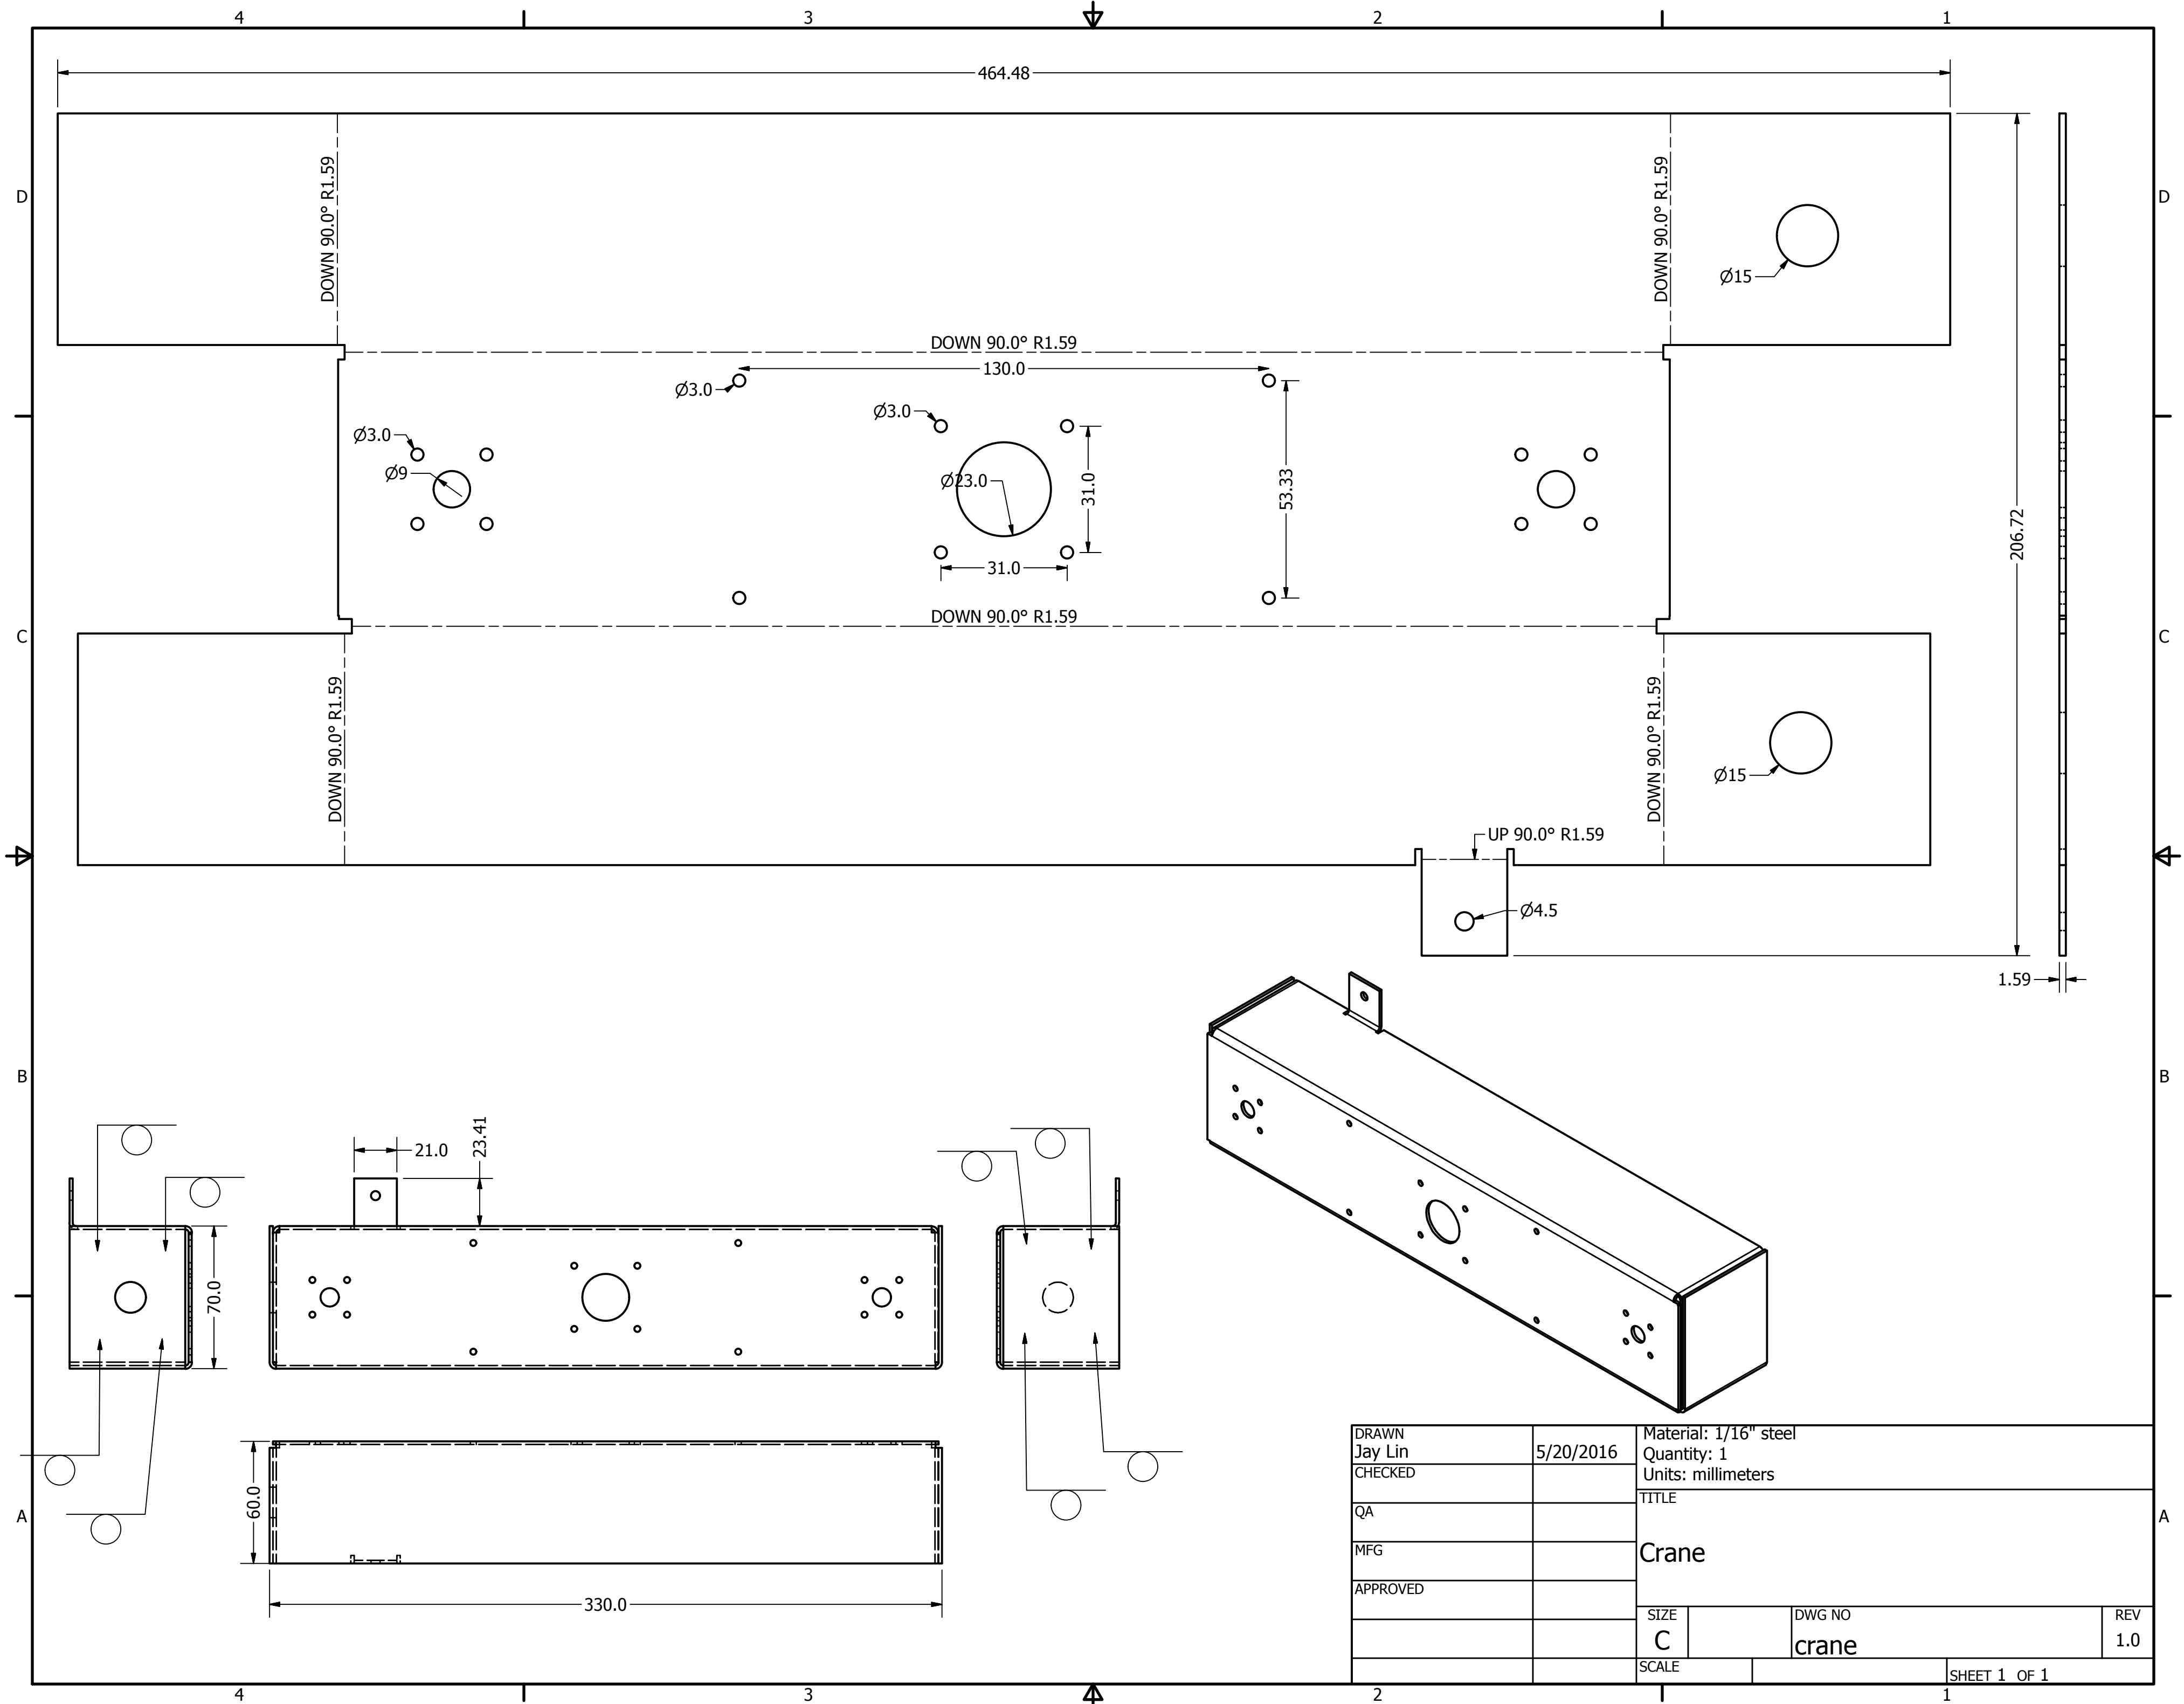 4 3 2 1
464.48
D D
DOWN 90.0° R1.59
DOWN 90.0° R1.59
Ø15
DOWN 90.0° R1.59
130.0
Ø3.0
Ø3.0
Ø3.0
Ø9
Ø23.0
31.0
53.33
206.72
31.0
DOWN 90.0° R1.59
C C
DOWN 90.0° R1.59
DOWN 90.0° R1.59
Ø15
UP 90.0° R1.59
Ø4.5
1.59
B B
21.0
23.41
70.0
60.0
330.0
A A
DRAWN
Jay Lin
5/20/2016
Material: 1/16" steel
Quantity: 1
Units: millimeters
CHECKED
TITLE
QA
MFG
Crane
APPROVED
SIZE
C
DWG NO
crane
REV
1.0
SCALE
SHEET 1 OF 1
4 3 2 1